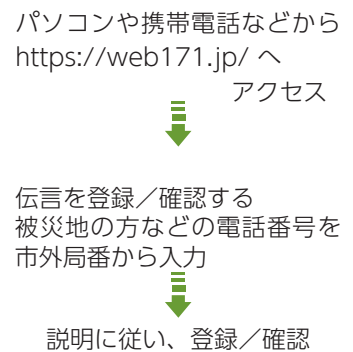 パソコンや携帯電話などから
https://web171.jp/ へ
アクセス
伝言を登録／確認する
被災地の方などの電話番号を
市外局番から入力
説明に従い、登録／確認